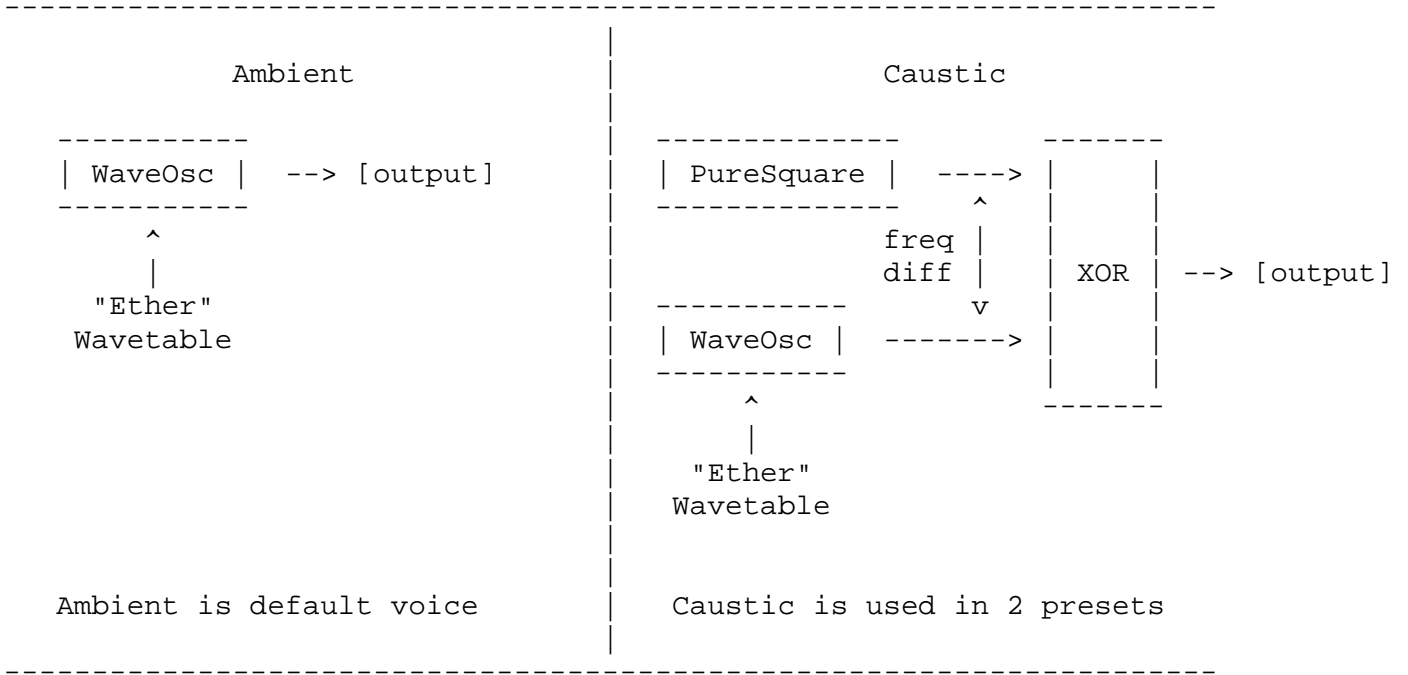 Ambient
Caustic
| WaveOsc | --> [output]
| PureSquare | ---->
freq
diff
XOR --> [output]
"Ether"
Wavetable
| WaveOsc | ------->
"Ether"
Wavetable
Ambient is default voice
Caustic is used in 2 presets